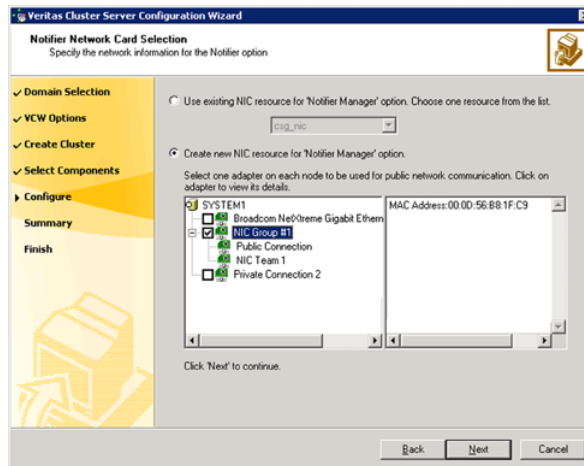 Veritas Cluster Server Configuration Wizard
Notifier Network Card Selection
Specify the network information for the Notifier option
Domain Selection
VCW Options
Create Cluster
Select Components
Configure
Summary
Finish
Use existing NIC resource for 'Notifier Manager' option. Choose one resource from the list.
csg_nic
Create new NIC resource for 'Notifier Manager' option.
Select one adapter on each node to be used for public network communication. Click on
adapter to view its details.
SYSTEM1
Broadcom NetXtreme Gigabit Ethern
NIC Group #1
Public Connection
NIC Team 1
Private Connection 2
MAC Address:00:0D:56:B8:1F:C9
Click 'Next' to continue.
Back
Next
Cancel